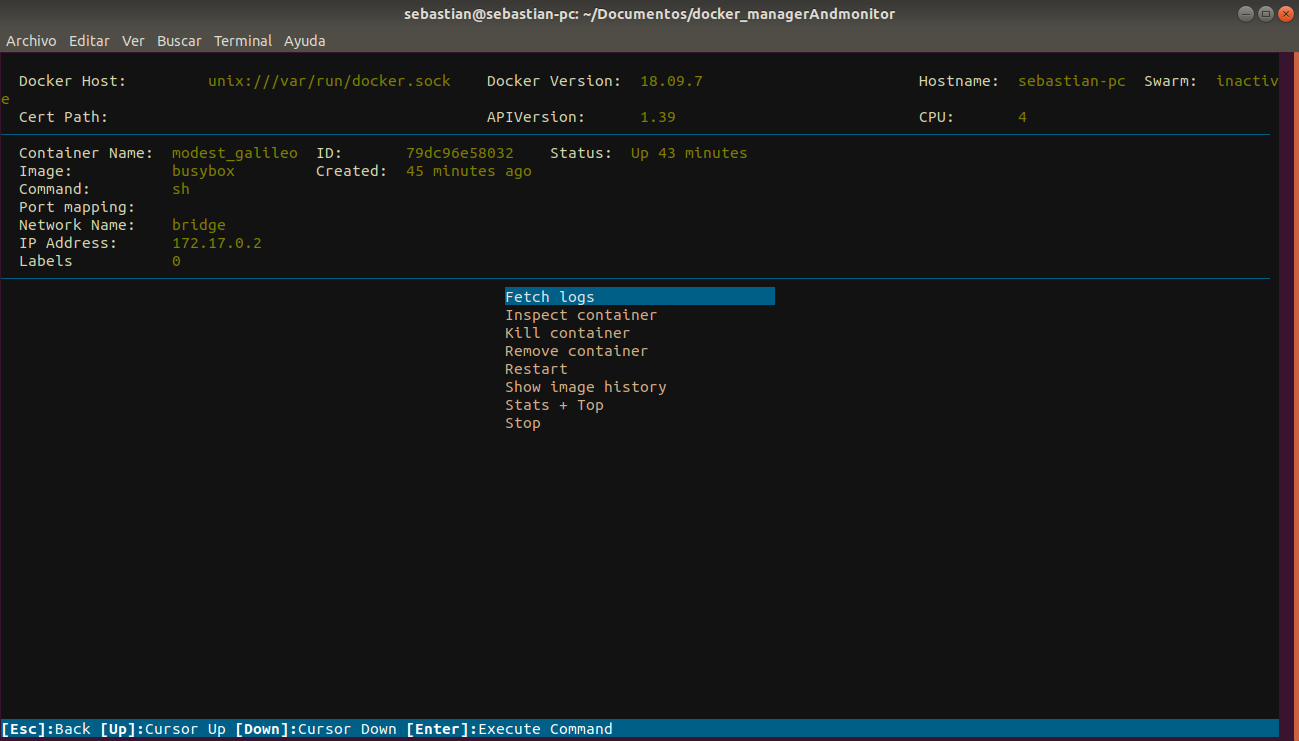 sebastian@sebastian-pc: ~/Documentos/docker_managerAndmonitor
Archivo Editar Ver Buscar Terminal Ayuda
Docker Host: unix:///var/run/docker.sock Docker Version: 18.09.7 Hostname: sebastian-pc Swarm: inactiv
e
Cert Path: APIVersion: 1.39 CPU: 4
Container Name: modest_galileo ID: 79dc96e58032 Status: Up 43 minutes
Image: busybox Created: 45 minutes ago
Command: sh
Port mapping:
Network Name: bridge
IP Address: 172.17.0.2
Labels 0
Fetch logs
Inspect container
Kill container
Remove container
Restart
Show image history
Stats + Top
Stop
[Esc]:Back [Up]:Cursor Up [Down]:Cursor Down [Enter]:Execute Command